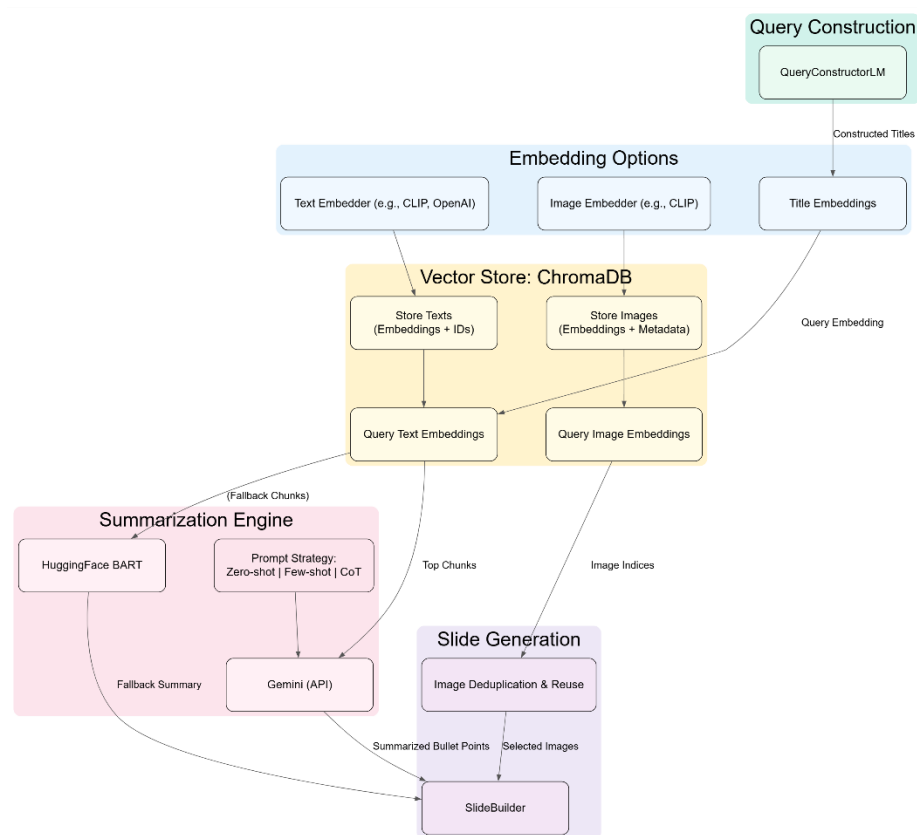 Query Construction
QueryConstructorLM
Constructed Titles
Embedding Options
Text Embedder (e.g., CLIP, OpenAI)
Image Embedder (e.g., CLIP)
Title Embeddings
Vector Store: ChromaDB
Store Texts
(Embeddings + IDs)
Store Images
(Embeddings + Metadata)
Query Embedding
Query Text Embeddings
Query Image Embeddings
(Fallback Chunks)
Summarization Engine
HuggingFace BART
Prompt Strategy:
Zero-shot | Few-shot | CoT
Top Chunks
Image Indices
Slide Generation
Gemini (API)
Image Deduplication & Reuse
Fallback Summary
Summarized Bullet Points
Selected Images
SlideBuilder